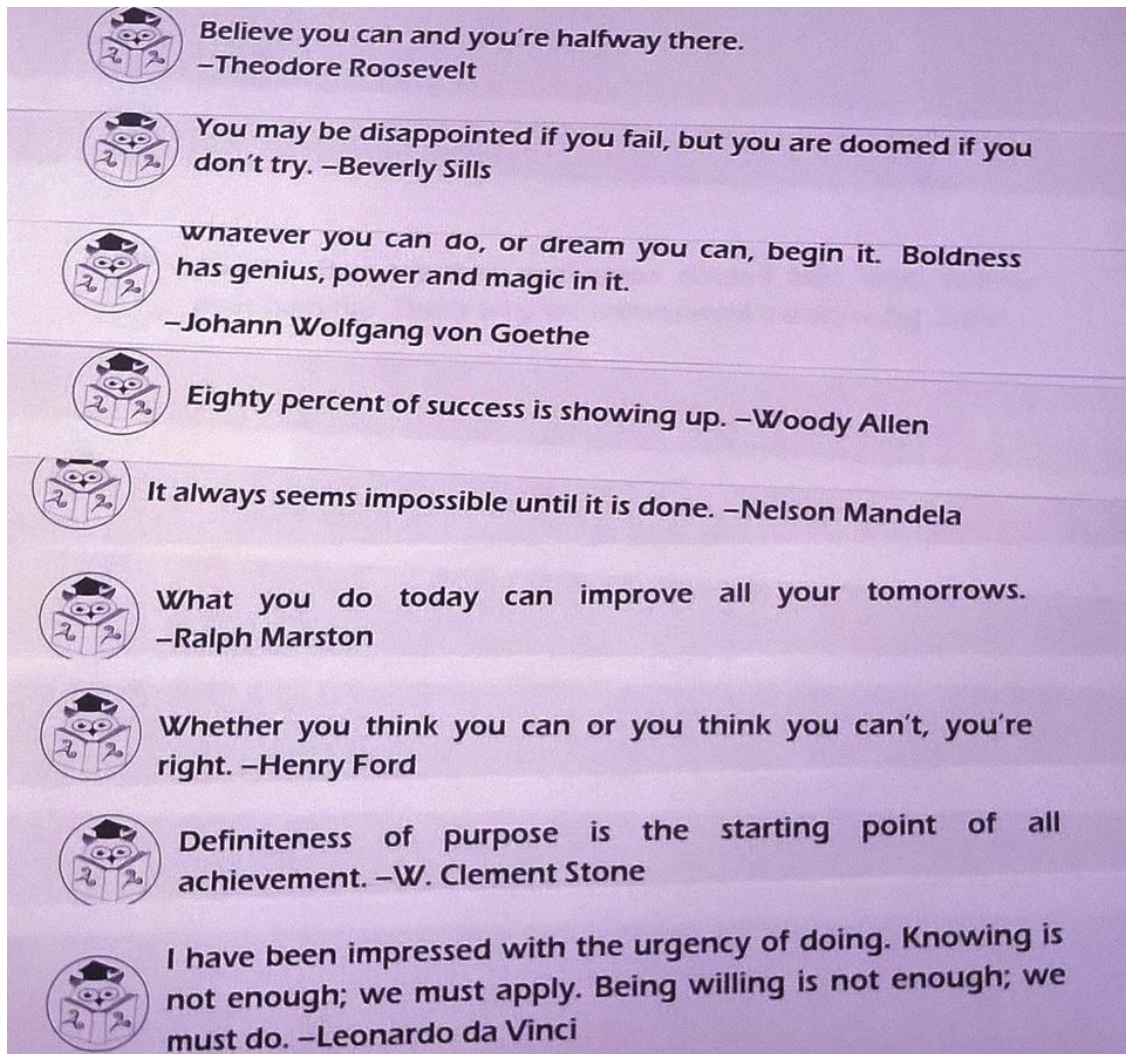 Believe you can and you're halfway there.
–Theodore Roosevelt
You may be disappointed if you fail, but you are doomed if you
don't try. –Beverly Sills
Whatever you can do, or dream you can, begin it. Boldness
has genius, power and magic in it.
–Johann Wolfgang von Goethe
Eighty percent of success is showing up. –Woody Allen
It always seems impossible until it is done. –Nelson Mandela
What you do today can improve all your tomorrows.
–Ralph Marston
Whether you think you can or you think you can't, you're
right. –Henry Ford
Definiteness of purpose is the starting point of all
achievement. –W. Clement Stone
I have been impressed with the urgency of doing. Knowing is
not enough; we must apply. Being willing is not enough; we
must do. –Leonardo da Vinci